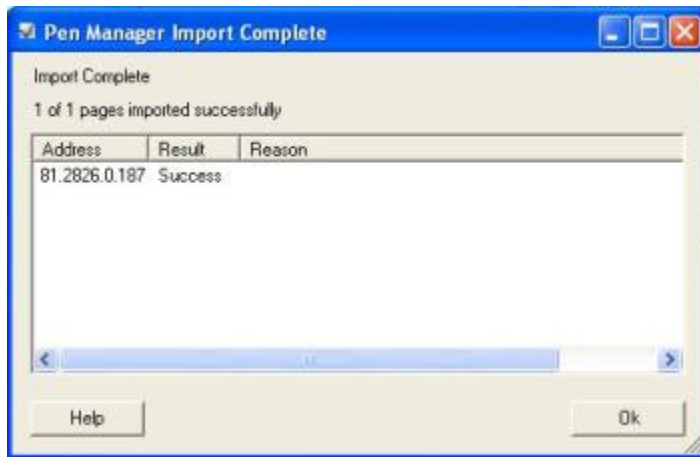 Pen Manager Import Complete
Import Complete
1 of 1 pages imported successfully
Address Result Reason
81.2826.0.187 Success
Help Ok